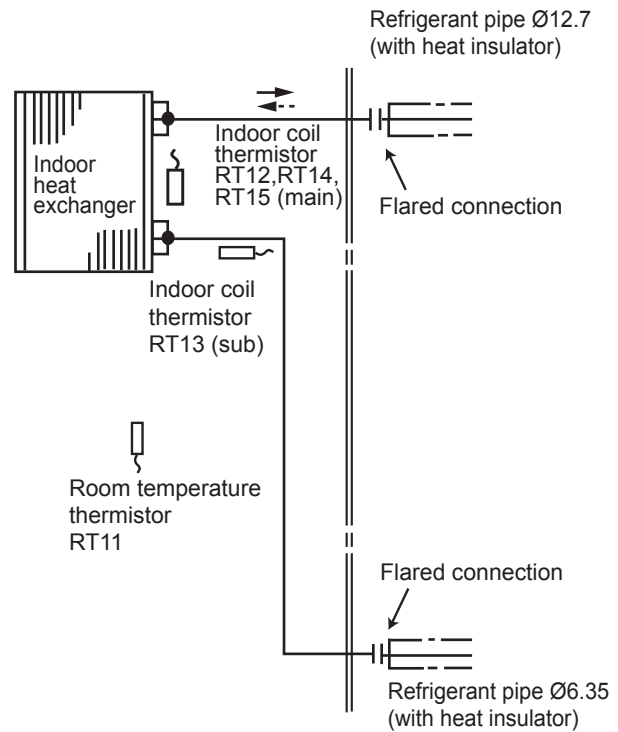 Refrigerant pipe Ø12.7
(with heat insulator)
Indoor
heat
exchanger
Indoor coil
thermistor
RT12,RT14,
RT15 (main)
Flared connection
Indoor coil
thermistor
RT13 (sub)
Room temperature
thermistor
RT11
Flared connection
Refrigerant pipe Ø6.35
(with heat insulator)